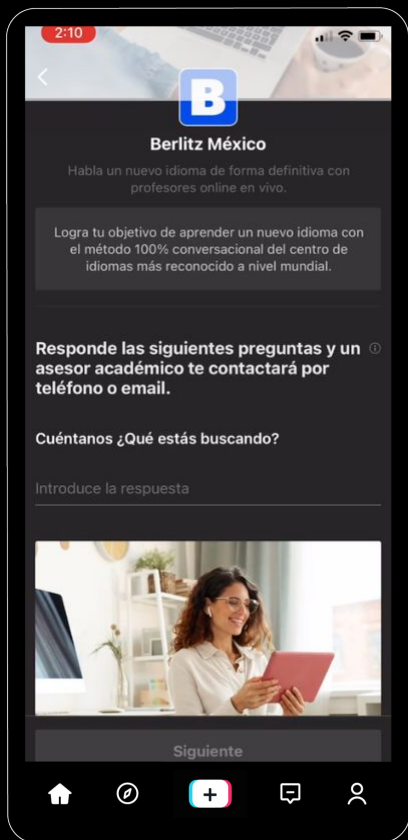 2:10
B
Berlitz México
Habla un nuevo idioma de forma definitiva con
profesores online en vivo.
Logra tu objetivo de aprender un nuevo idioma con
el método 100% conversacional del centro de
idiomas más reconocido a nivel mundial.
Responde las siguientes preguntas y un
asesor académico te contactará por
teléfono o email.
Cuéntanos ¿Qué estás buscando?
Introduce la respuesta
Siguiente